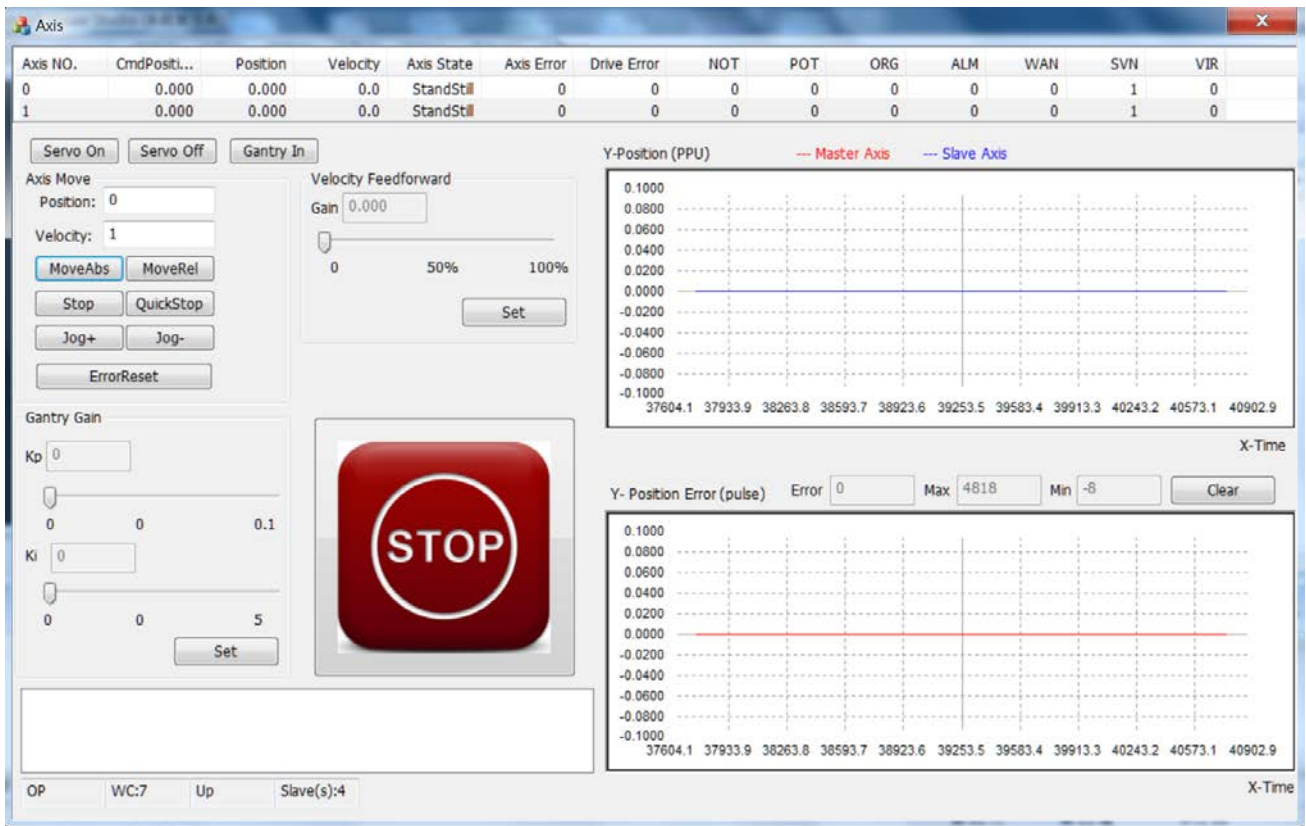 Axis
Axis NO. CmdPositi... Position Velocity Axis State Axis Error Drive Error NOT POT ORG ALM WAN SVN VIR
0 0.000 0.000 0.0 StandStill 0 0 0 0 0 0 0 1 0
1 0.000 0.000 0.0 StandStill 0 0 0 0 0 0 0 1 0
Servo On Servo Off Gantry In
Axis Move
Position: 0
Velocity: 1
MoveAbs MoveRel
Stop QuickStop
Jog+ Jog-
ErrorReset
Velocity Feedforward
Gain 0.000
0 50% 100%
Set
Gantry Gain
Kp 0
0 0 0.1
Ki 0
0 0 5
Set
STOP
Y-Position (PPU) --- Master Axis --- Slave Axis
0.1000
0.0800
0.0600
0.0400
0.0200
0.0000
-0.0200
-0.0400
-0.0600
-0.0800
-0.1000
37604.1 37933.9 38263.8 38593.7 38923.6 39253.5 39583.4 39913.3 40243.2 40573.1 40902.9
X-Time
Y- Position Error (pulse) Error 0 Max 4818 Min -8 Clear
0.1000
0.0800
0.0600
0.0400
0.0200
0.0000
-0.0200
-0.0400
-0.0600
-0.0800
-0.1000
37604.1 37933.9 38263.8 38593.7 38923.6 39253.5 39583.4 39913.3 40243.2 40573.1 40902.9
X-Time
OP WC:7 Up Slave(s):4